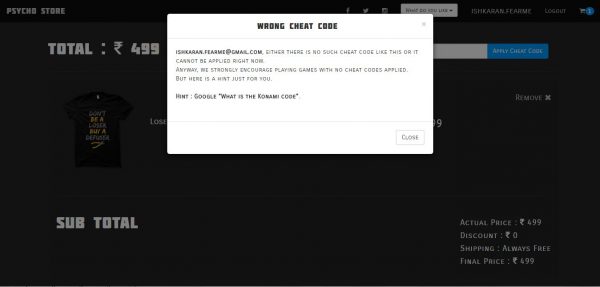 PSYCHO STORE
WHAT DO YOU LIKE
ISHKARAN.FEARME
LOGOUT
1
TOTAL : ₹ 499
APPLY CHEAT CODE
WRONG CHEAT CODE
×
ISHKARAN.FEARME@GMAIL.COM, EITHER THERE IS NO SUCH CHEAT CODE LIKE THIS OR IT
CANNOT BE APPLIED RIGHT NOW.
ANYWAY, WE STRONGLY ENCOURAGE PLAYING GAMES WITH NO CHEAT CODES APPLIED.
BUT HERE IS A HINT JUST FOR YOU.
HINT : GOOGLE "WHAT IS THE KONAMI CODE".
CLOSE
REMOVE ✖
DON'T
BE A
LOSER
BUY A
DEFUSER
SUB TOTAL
ACTUAL PRICE : ₹ 499
DISCOUNT : ₹ 0
SHIPPING : ALWAYS FREE
FINAL PRICE : ₹ 499